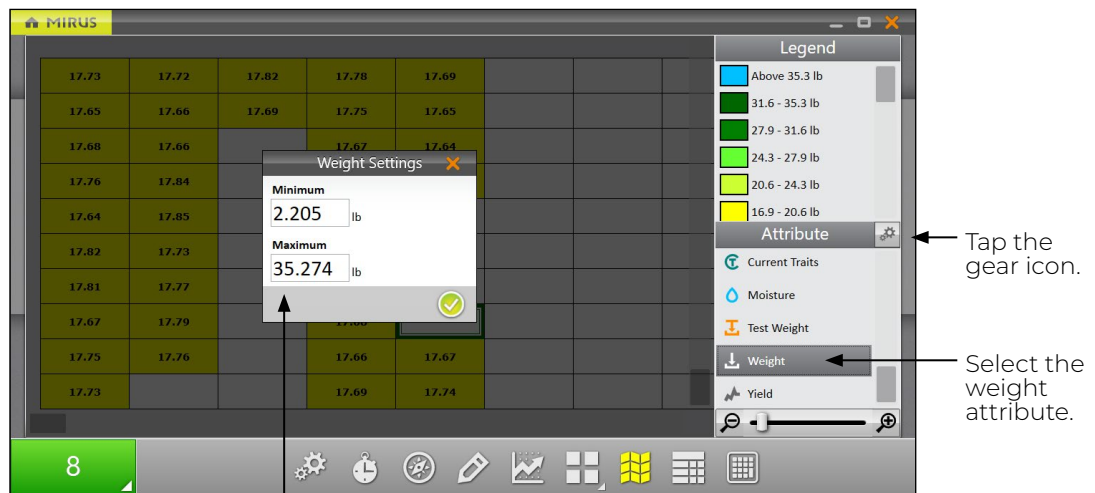 MIRUS
17.73 17.72 17.82 17.78 17.69
17.65 17.66 17.69 17.75 17.65
17.68 17.66 17.67 17.64
17.76 17.84
17.64 17.85
17.82 17.73
17.81 17.77
17.67 17.79
17.75 17.76 17.66 17.67
17.73 17.69 17.74
Weight Settings
Minimum
2.205 lb
Maximum
35.274 lb
Legend
Above 35.3 lb
31.6 - 35.3 lb
27.9 - 31.6 lb
24.3 - 27.9 lb
20.6 - 24.3 lb
16.9 - 20.6 lb
Attribute
Current Traits
Moisture
Test Weight
Weight
Yield
Tap the
gear icon.
Select the
weight
attribute.
8